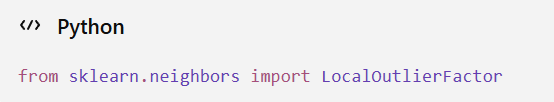 </> Python
from sklearn.neighbors import LocalOutlierFactor